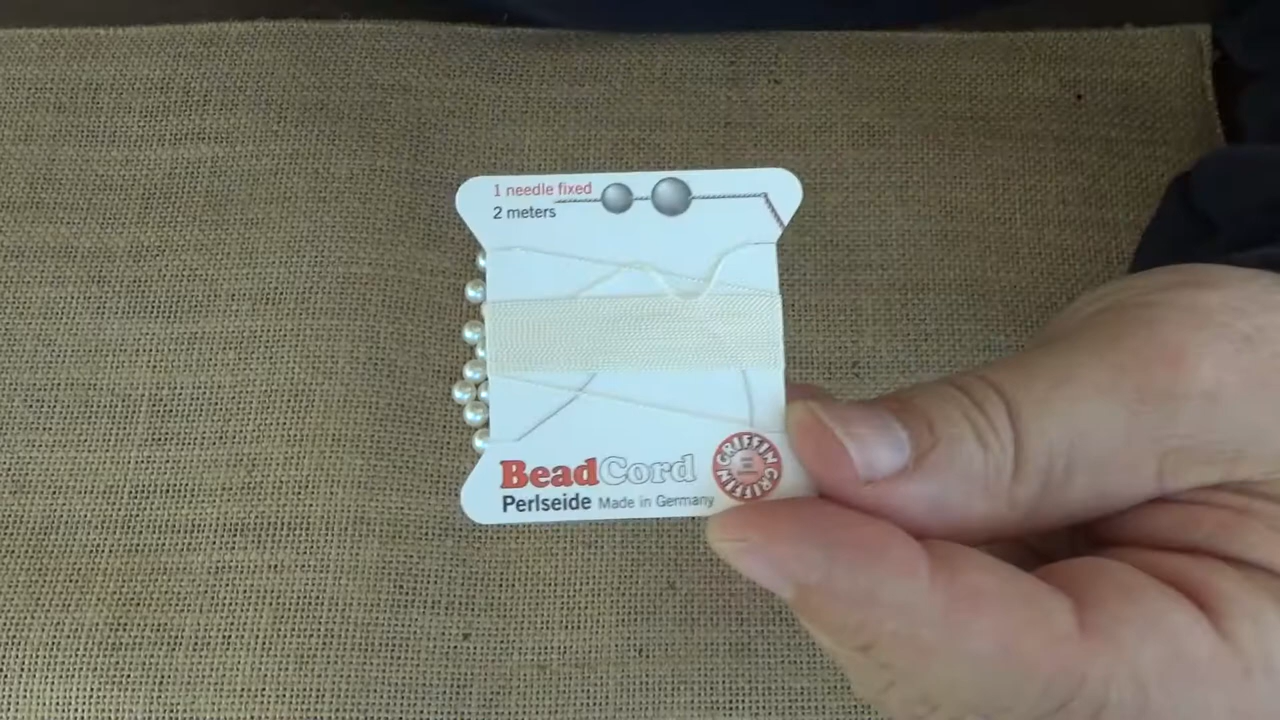 1 needle fixed
2 meters
BeadCord
Perlseide Made in Germany
GRIFFIN GRIFFIN